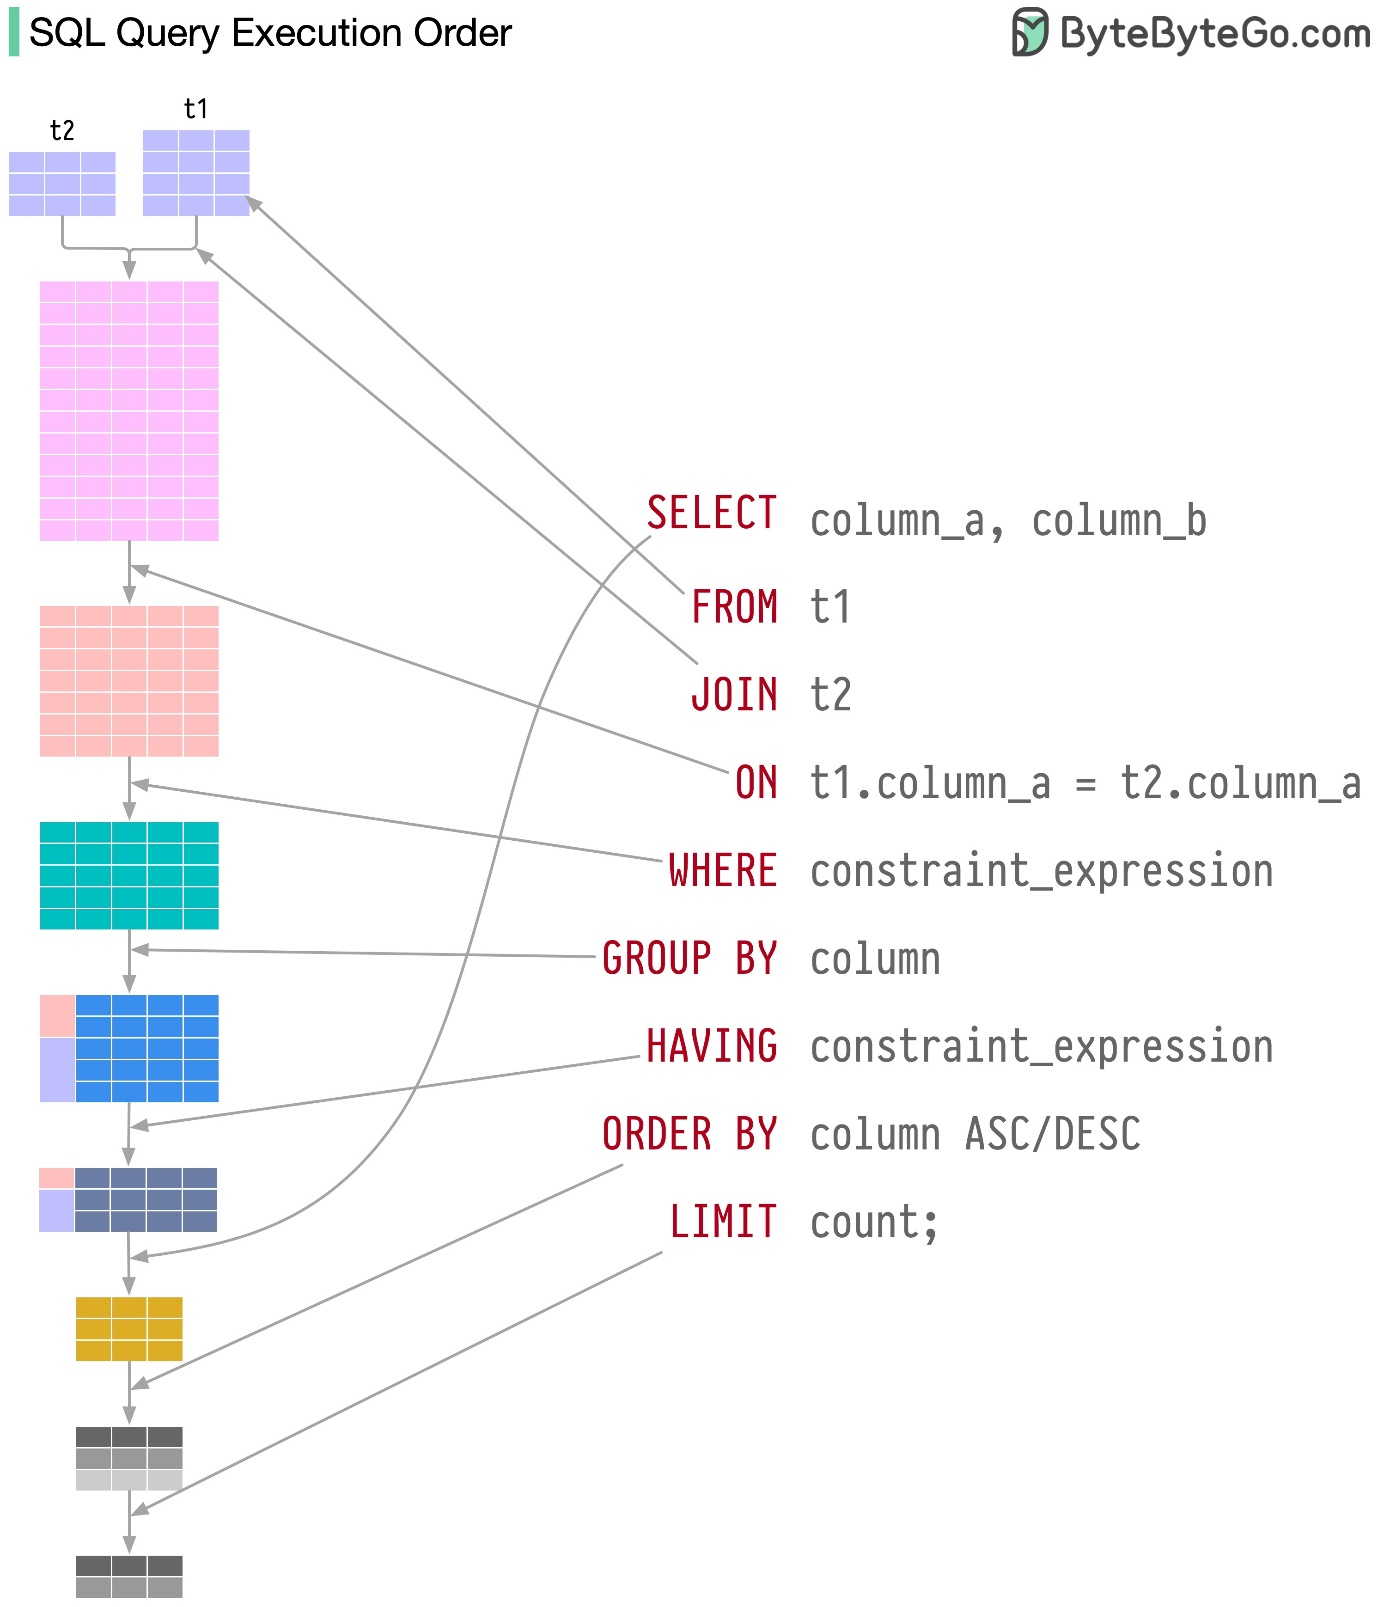 SQL Query Execution Order
ByteByteGo.com
t2
t1
SELECT column_a, column_b
FROM t1
JOIN t2
ON t1.column_a = t2.column_a
WHERE constraint_expression
GROUP BY column
HAVING constraint_expression
ORDER BY column ASC/DESC
LIMIT count;